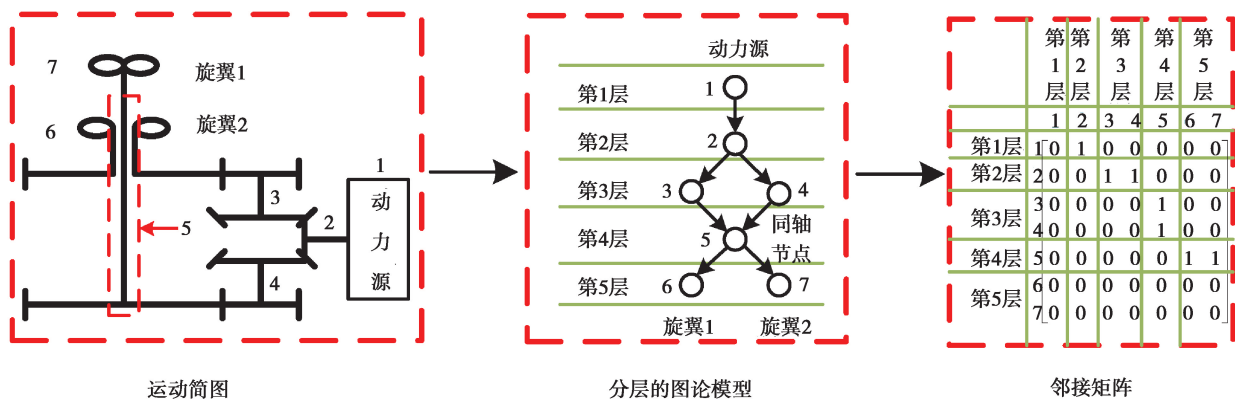 7
旋翼1
6
旋翼2
1
3
动
力
源
2
5
4
运动简图
动力源
第1层
1
第2层
2
第3层
3
4
第4层
5
同轴
节点
第5层
6
7
旋翼1
旋翼2
分层的图论模型
第1层 第2层 第3层 第4层 第5层
1 2 3 4 5 6 7
第1层 1 0 1 0 0 0 0 0
第2层 2 0 0 1 1 0 0 0
第3层
3 0 0 0 0 1 0 0
4 0 0 0 0 1 0 0
第4层 5 0 0 0 0 0 1 1
第5层
6 0 0 0 0 0 0 0
7 0 0 0 0 0 0 0
邻接矩阵